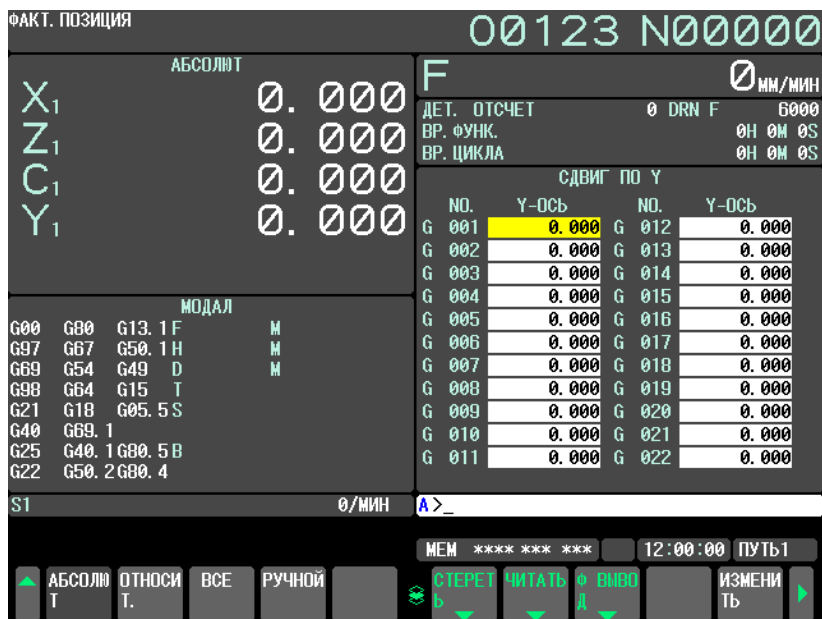 ФАКТ. ПОЗИЦИЯ
O0123 N00000
АБСОЛЮТ
X1 0. 000
Z1 0. 000
C1 0. 000
Y1 0. 000
F 0 ММ/МИН
ДЕТ. ОТСЧЕТ 0 DRN F 6000
ВР. ФУНК. 0H 0M 0S
ВР. ЦИКЛА 0H 0M 0S
СДВИГ ПО Y
NO. Y-ОСЬ NO. Y-ОСЬ
G 001 0. 000 G 012 0. 000
G 002 0. 000 G 013 0. 000
G 003 0. 000 G 014 0. 000
G 004 0. 000 G 015 0. 000
G 005 0. 000 G 016 0. 000
G 006 0. 000 G 017 0. 000
G 007 0. 000 G 018 0. 000
G 008 0. 000 G 019 0. 000
G 009 0. 000 G 020 0. 000
G 010 0. 000 G 021 0. 000
G 011 0. 000 G 022 0. 000
МОДАЛ
G00 G80 G13. 1 F M
G97 G67 G50. 1 H M
G69 G54 G49 D M
G98 G64 G15 T
G21 G18 G05. 5 S
G40 G69. 1
G25 G40. 1 G80. 5 B
G22 G50. 2 G80. 4
S1 0/МИН
A >_
MEM **** *** *** 12:00:00 ПУТЬ1
АБСОЛЮ ОТНОСИ ВСЕ РУЧНОЙ СТЕРЕТ ЧИТАТЬ Ф ВЫВО ИЗМЕНИ
Т Т. Ь Д ТЬ